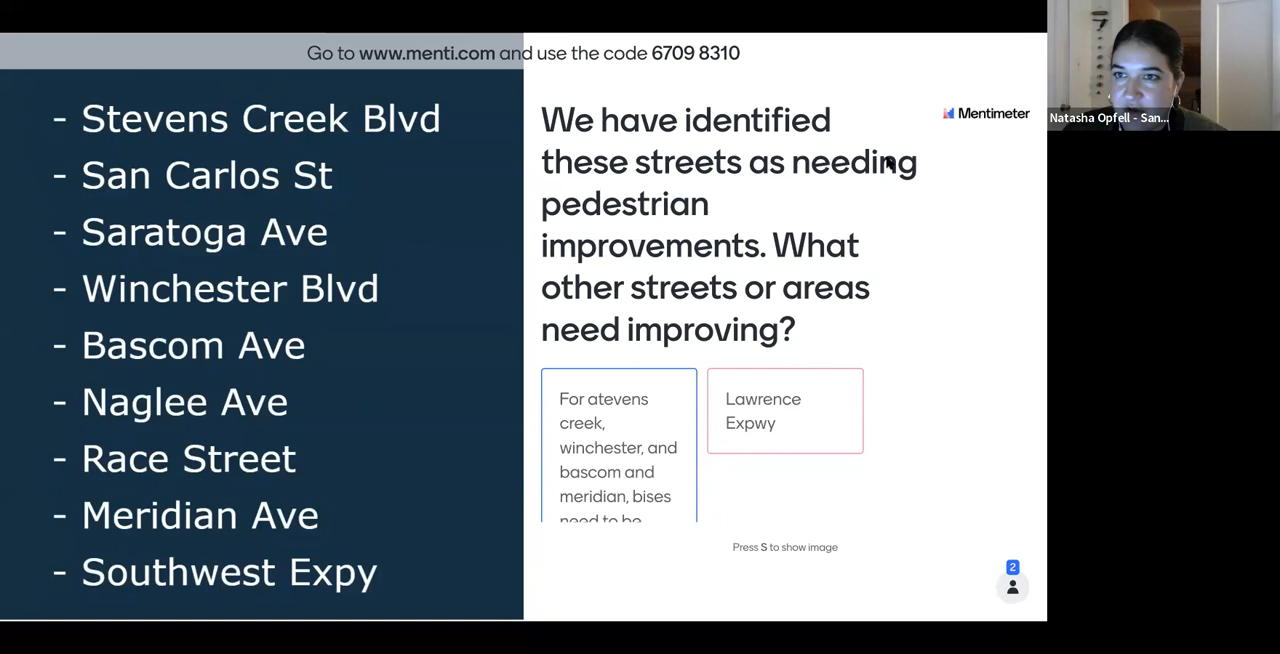 Go to www.menti.com and use the code 6709 8310
- Stevens Creek Blvd
- San Carlos St
- Saratoga Ave
- Winchester Blvd
- Bascom Ave
- Naglee Ave
- Race Street
- Meridian Ave
- Southwest Expy
We have identified
these streets as needing
pedestrian
improvements. What
other streets or areas
need improving?
Mentimeter
For atevens
creek,
winchester, and
bascom and
meridian, bises
need to be
Lawrence
Expwy
Press S to show image
2
Natasha Opfell - San...